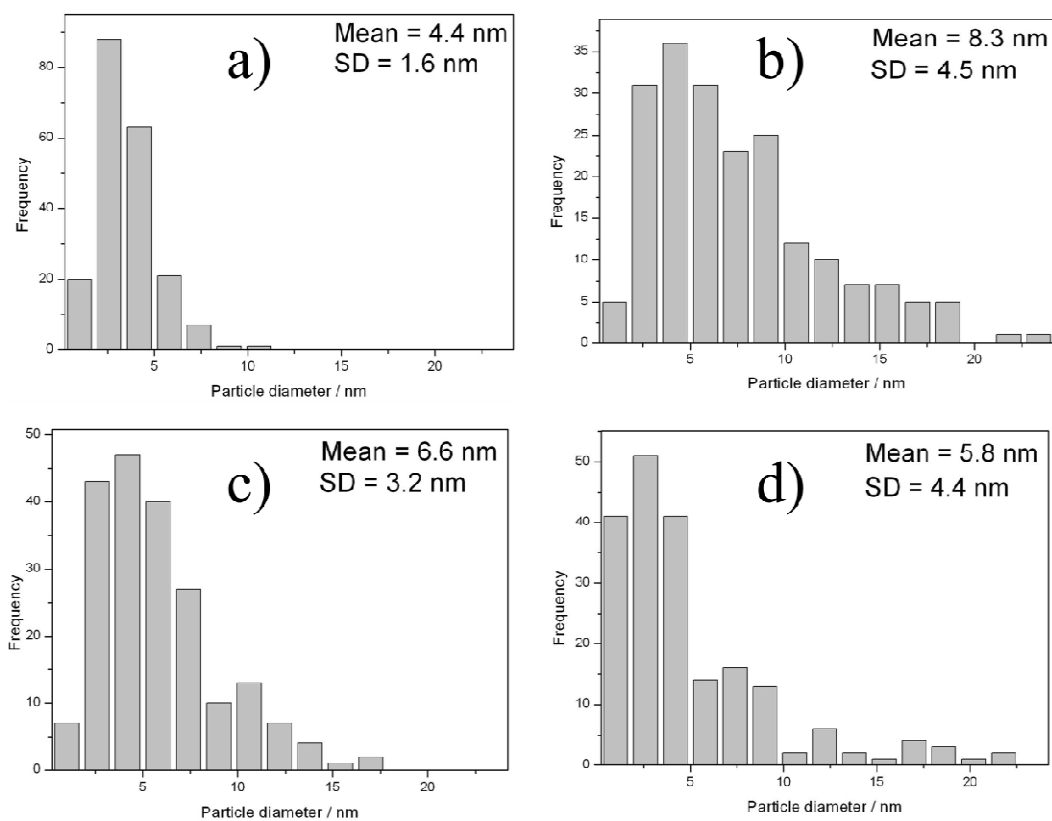 Mean = 4.4 nm
SD = 1.6 nm
a)
Frequency
80
60
40
20
0
5
10
15
20
Particle diameter / nm
Mean = 8.3 nm
SD = 4.5 nm
b)
Frequency
35
30
25
20
15
10
5
0
5
10
15
20
Particle diameter / nm
Mean = 6.6 nm
SD = 3.2 nm
c)
Frequency
50
40
30
20
10
0
5
10
15
20
Particle diameter / nm
Mean = 5.8 nm
SD = 4.4 nm
d)
Frequency
50
40
30
20
10
0
5
10
15
20
Particle diameter / nm